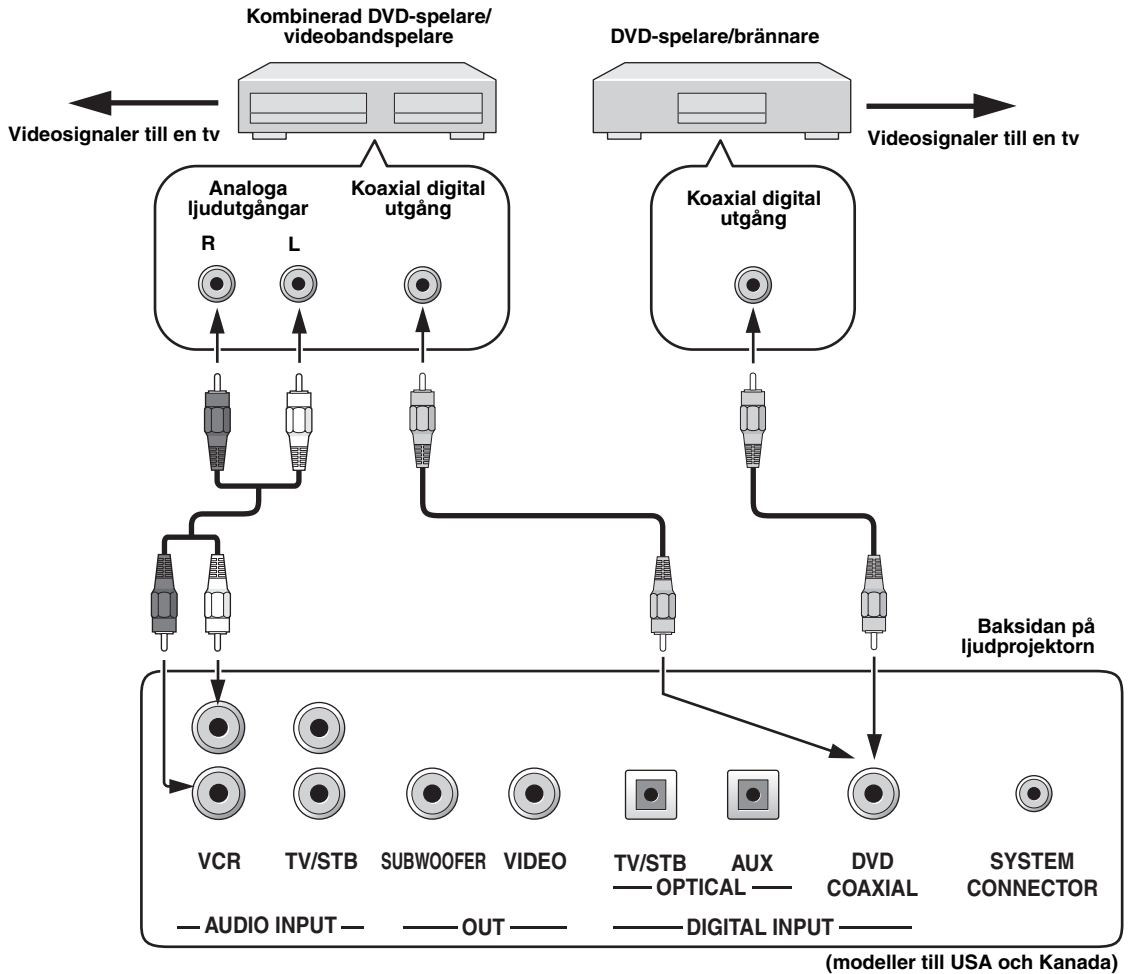 Kombinerad DVD-spelare/
videobandspelare
DVD-spelare/brännare
Videosignaler till en tv
Videosignaler till en tv
Analoga
ljudutgångar
Koaxial digital
utgång
Koaxial digital
utgång
R
L
Baksidan på
ljudprojektorn
VCR
TV/STB
SUBWOOFER
VIDEO
TV/STB
AUX
DVD
COAXIAL
SYSTEM
CONNECTOR
OPTICAL
AUDIO INPUT
OUT
DIGITAL INPUT
(modeller till USA och Kanada)